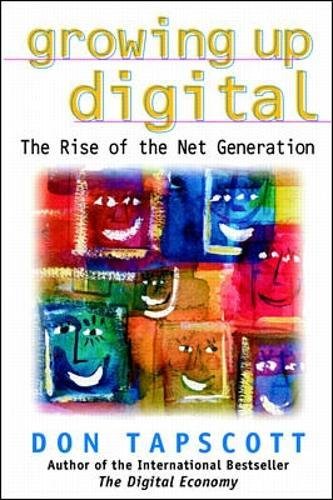 growing up
digital
The Rise of the Net Generation
DON TAPSCOTT
Author of the International Bestseller
The Digital Economy